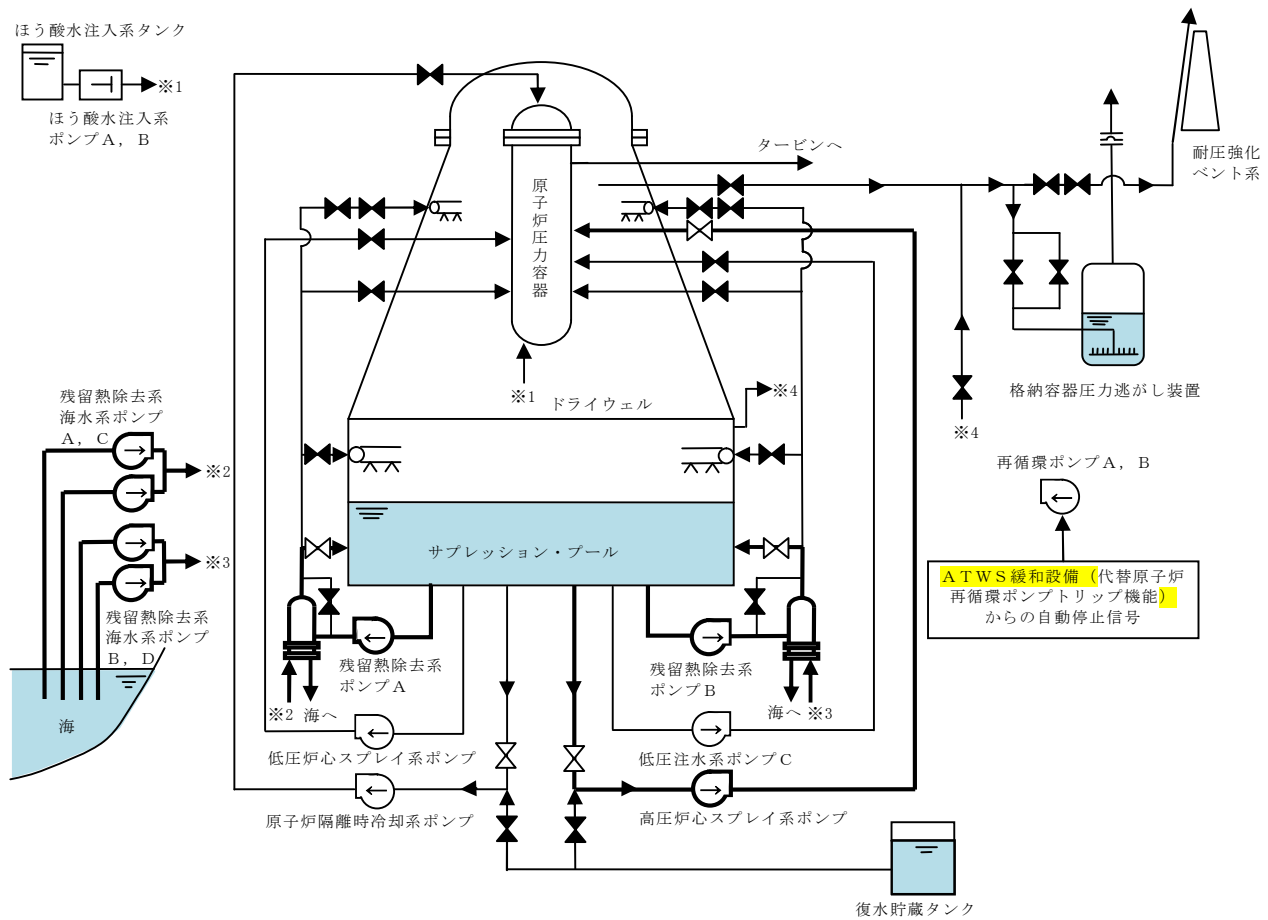 ほう酸水注入系タンク
※1
ほう酸水注入系
ポンプA，B
タービンへ
耐圧強化
ベント系
原子炉圧力容器
※1
ドライウェル
※4
格納容器圧力逃がし装置
※4
残留熱除去系
海水系ポンプ
A，C
※2
※3
残留熱除去系
海水系ポンプ
B，D
海
サプレッション・プール
再循環ポンプA，B
ATWS緩和設備（代替原子炉
再循環ポンプトリップ機能）
からの自動停止信号
残留熱除去系
ポンプA
残留熱除去系
ポンプB
※2
海へ
海へ
※3
低圧炉心スプレイ系ポンプ
低圧注水系ポンプC
原子炉隔離時冷却系ポンプ
高圧炉心スプレイ系ポンプ
復水貯蔵タンク